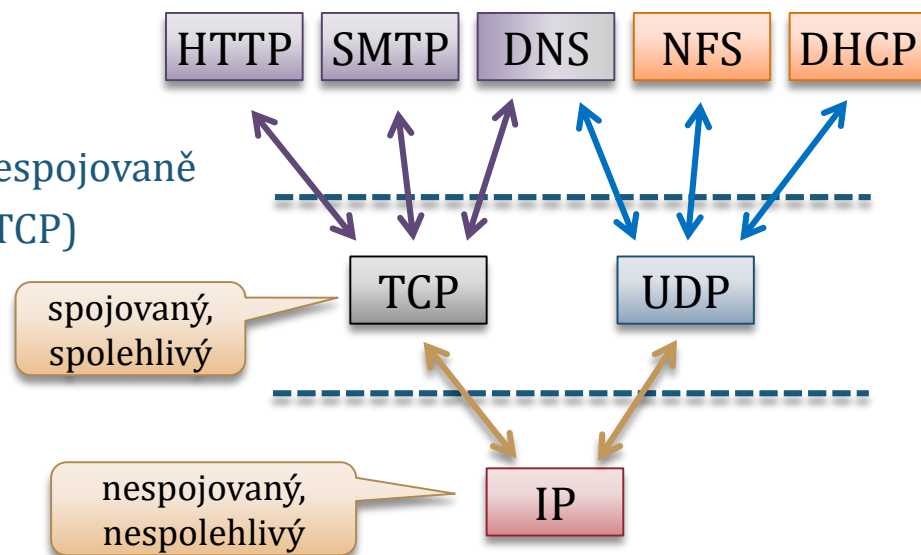 HTTP SMTP DNS NFS DHCP
espojovaně
TCP)
TCP UDP
spojovaný,
spolehlivý
IP
nespojovaný,
nespolehlivý